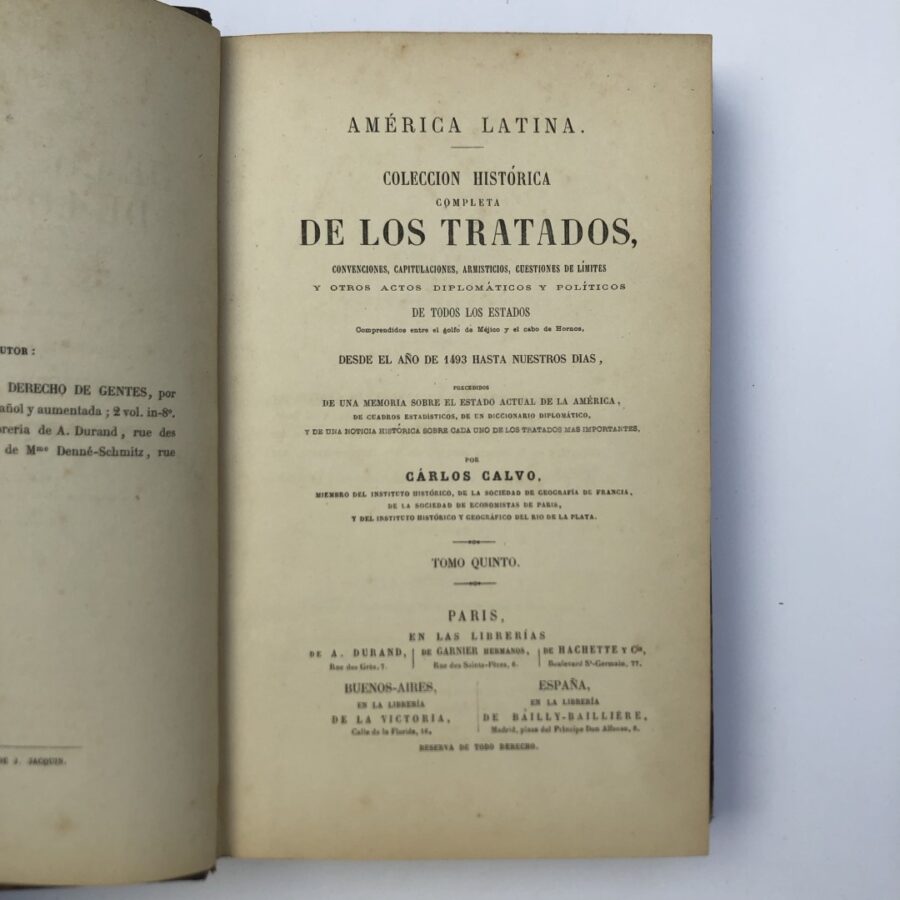 UTOR :
DERECHO DE GENTES, por
añol y aumentada ; 2 vol. in-8º.
reria de A. Durand, rue des
de Mme Denné-Schmitz, rue
DE J. JACQUIN.
AMÉRICA LATINA.
COLECCION HISTÓRICA
COMPLETA
DE LOS TRATADOS,
CONVENCIONES, CAPITULACIONES, ARMISTICIOS, CUESTIONES DE LÍMITES
Y OTROS ACTOS DIPLOMÁTICOS Y POLÍTICOS
DE TODOS LOS ESTADOS
Comprendidos entre el golfo de Méjico y el cabo de Hornos,
DESDE EL AÑO DE 1493 HASTA NUESTROS DIAS,
PRECEDIDOS
DE UNA MEMORIA SOBRE EL ESTADO ACTUAL DE LA AMÉRICA,
DE CUADROS ESTADÍSTICOS, DE UN DICCIONARIO DIPLOMÁTICO,
Y DE UNA NOTICIA HISTÓRICA SOBRE CADA UNO DE LOS TRATADOS MAS IMPORTANTES,
POR
CÁRLOS CALVO,
MIEMBRO DEL INSTITUTO HISTÓRICO, DE LA SOCIEDAD DE GEOGRAFÍA DE FRANCIA,
DE LA SOCIEDAD DE ECONOMISTAS DE PARIS,
Y DEL INSTITUTO HISTÓRICO Y GEOGRÁFICO DEL RIO DE LA PLATA.
TOMO QUINTO.
PARIS,
EN LAS LIBRERÍAS
DE A. DURAND,
Rue des Grès, 7.
DE GARNIER HERMANOS,
Rue des Saints-Pères, 6.
DE HACHETTE Y Cia,
Boulevard St-Germain, 77.
BUENOS-AIRES,
EN LA LIBRERÍA
DE LA VICTORIA,
Calle de la Florida, 16,
ESPAÑA,
EN LA LIBRERÍA
DE BAILLY-BAILLIERE,
Madrid, plaza del Príncipe Don Alfonso, 8.
RESERVA DE TODO DERECHO.